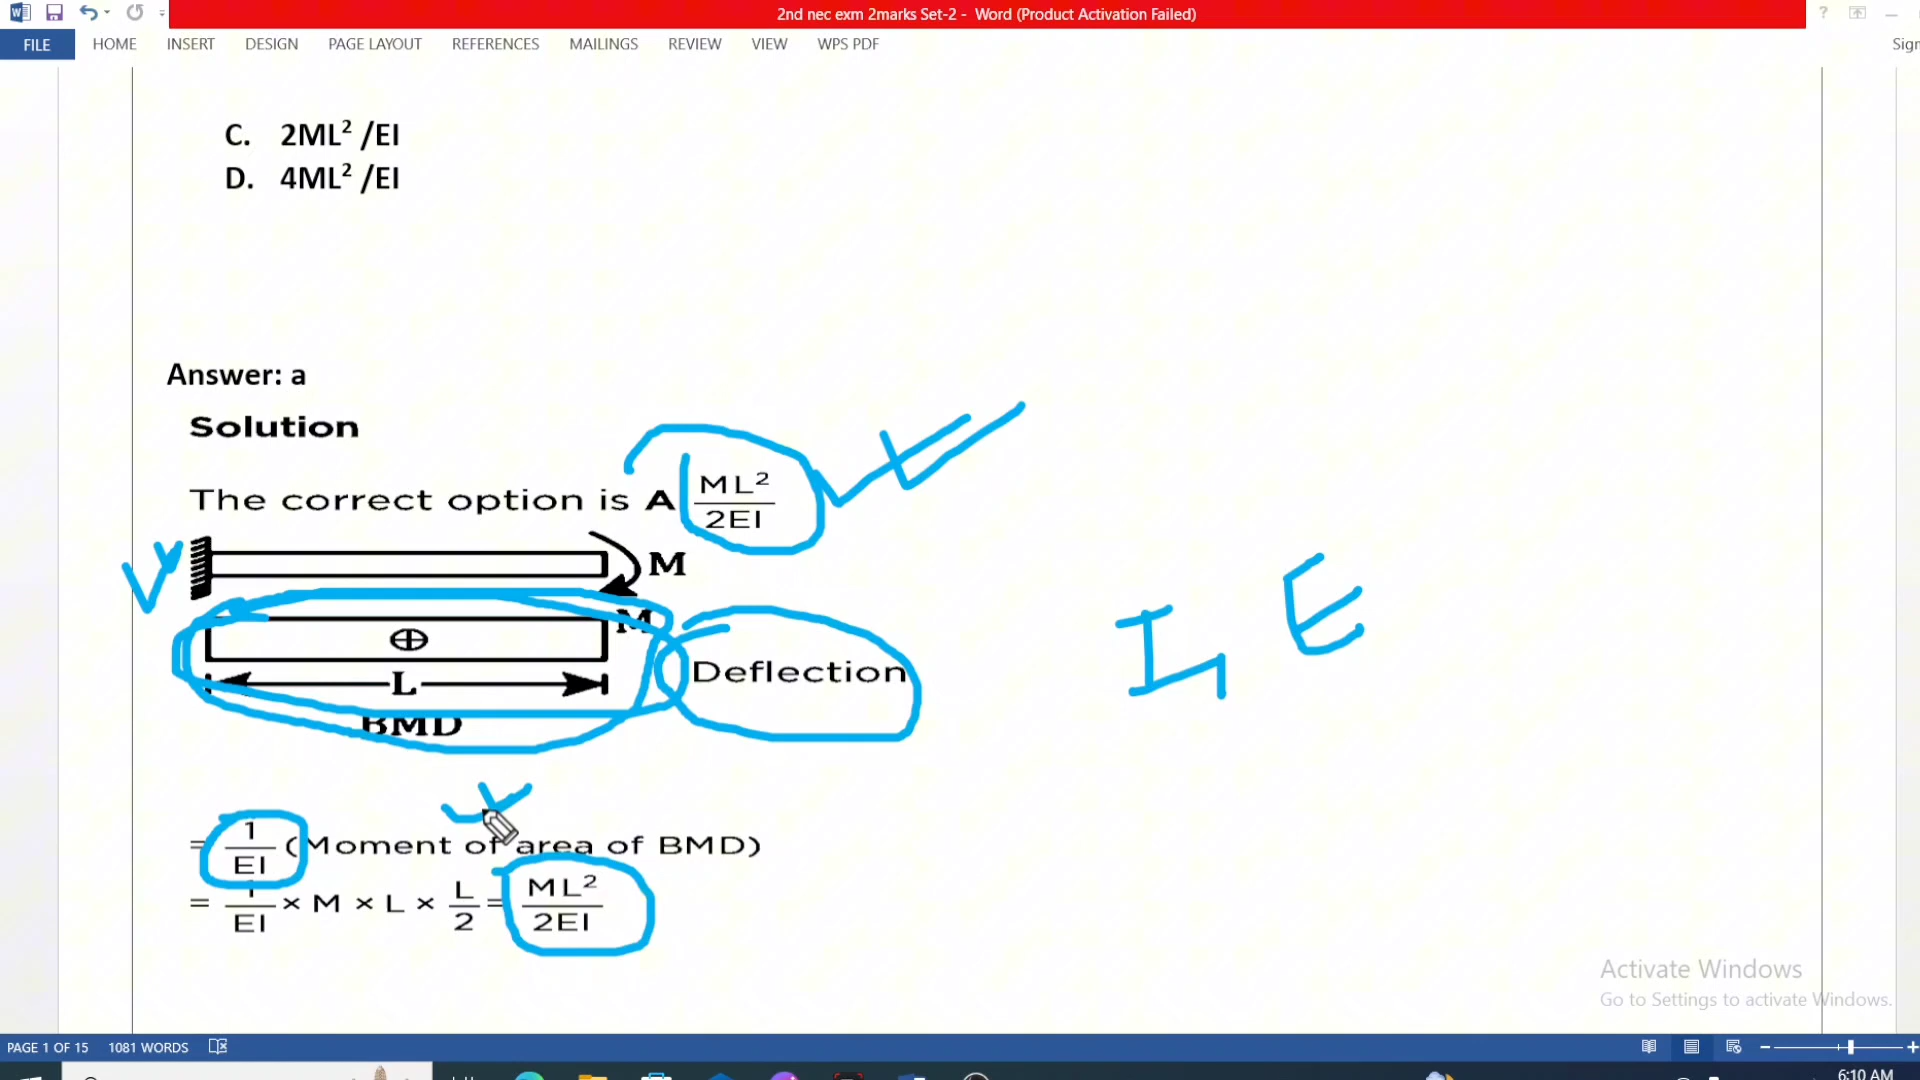 2nd nec exm 2marks Set-2 - Word (Product Activation Failed)
FILE HOME INSERT DESIGN PAGE LAYOUT REFERENCES MAILINGS REVIEW VIEW WPS PDF Sign
C. 2ML² /EI
D. 4ML² /EI
Answer: a
Solution
The correct option is A ML²/2EI
M
M
Deflection
L
BMD
I, E
= 1/EI (Moment of area of BMD)
= 1/EI × M × L × L/2 = ML²/2EI
Activate Windows
Go to Settings to activate Windows.
PAGE 1 OF 15 1081 WORDS
6:10 AM